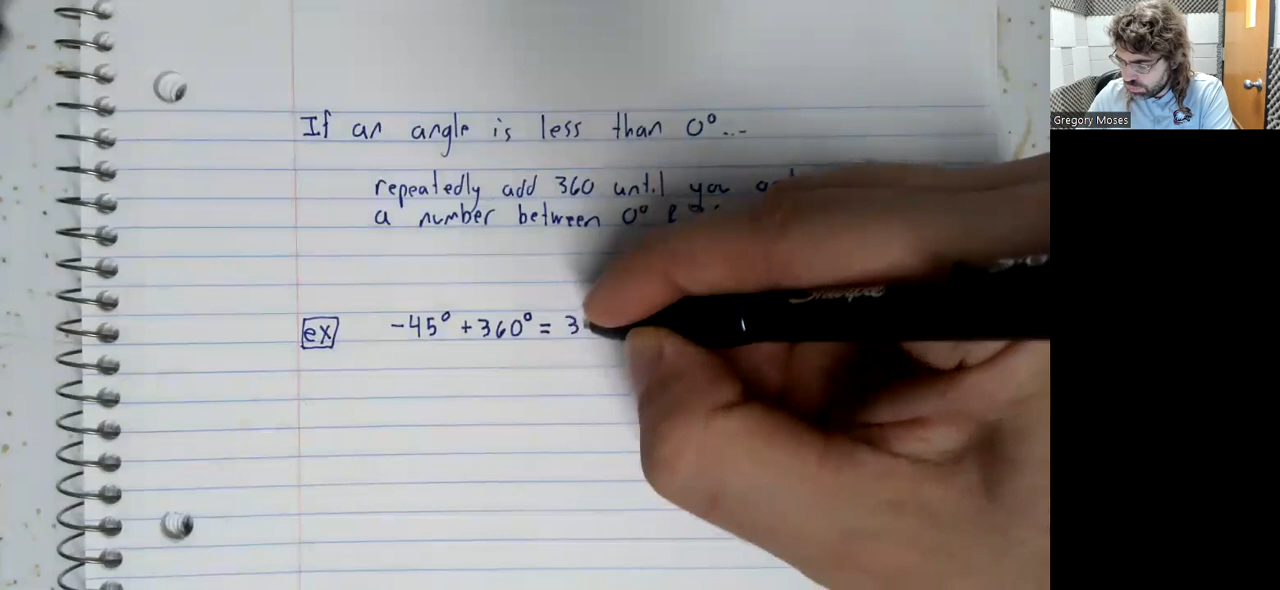 If an angle is less than 0°...
repeatedly add 360 until you
a number between 0° &
ex -45° + 360° = 3
Sharpie
Gregory Moses